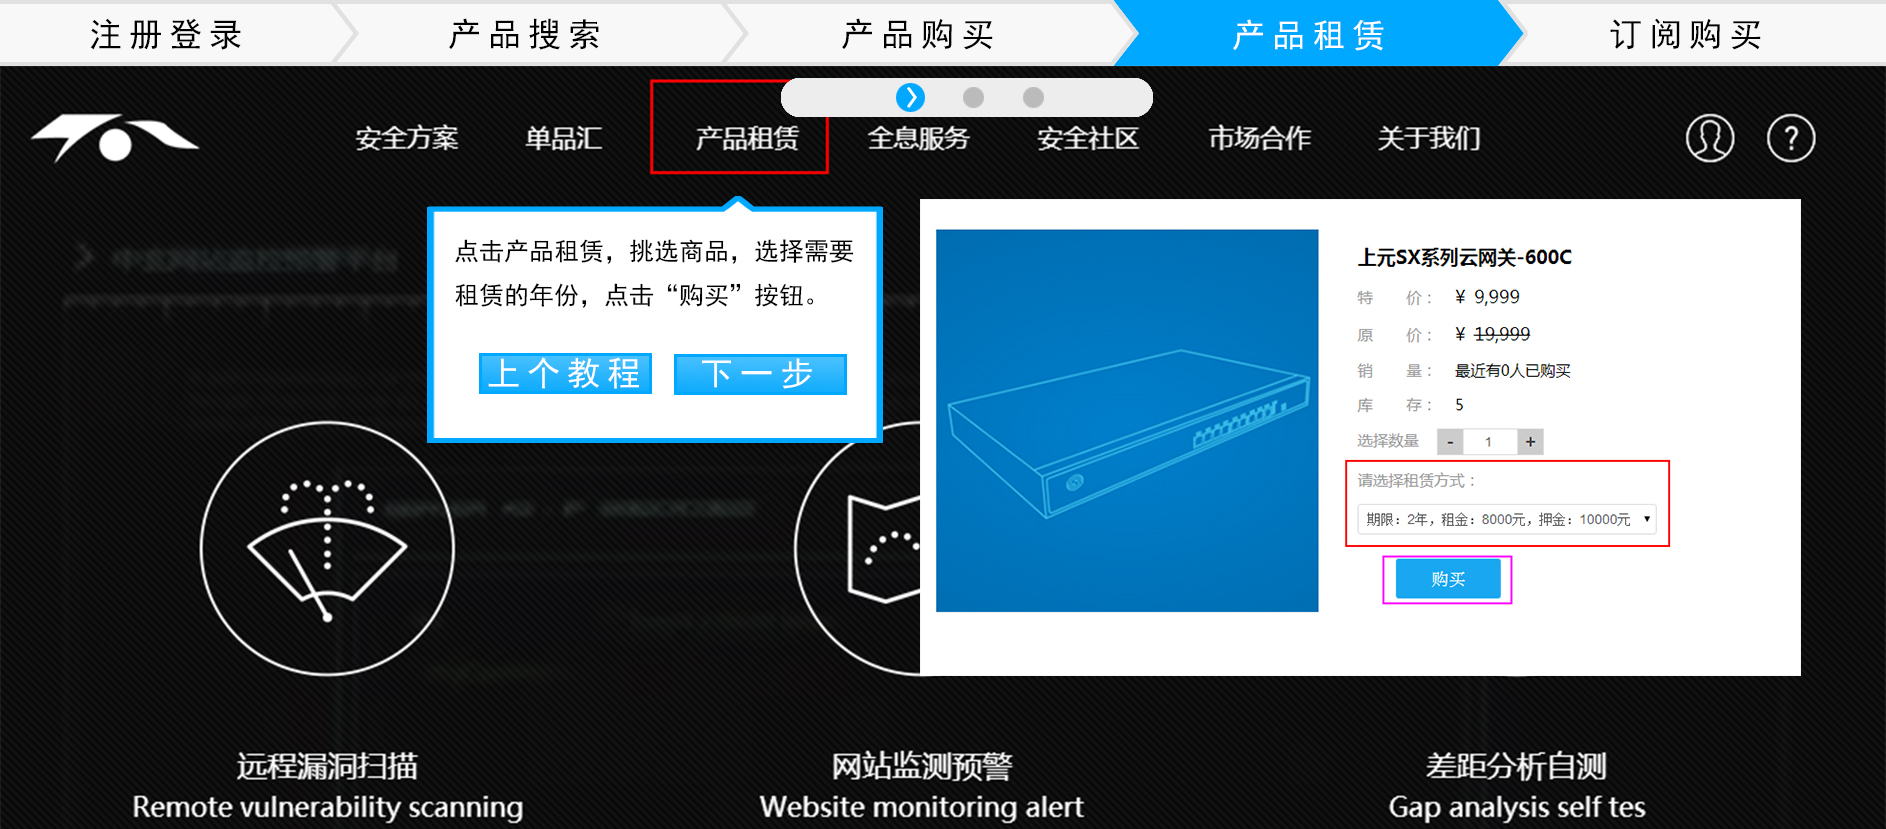 注册登录
产品搜索
产品购买
产品租赁
订阅购买
安全方案
单品汇
产品租赁
全息服务
安全社区
市场合作
关于我们
?
点击产品租赁，挑选商品，选择需要
租赁的年份，点击“购买”按钮。
上个教程
下一步
上元SX系列云网关-600C
特 价： ¥ 9,999
原 价： ¥ 19,999
销 量： 最近有0人已购买
库 存： 5
选择数量 - 1 +
请选择租赁方式：
期限：2年，租金：8000元，押金：10000元
购买
远程漏洞扫描
Remote vulnerability scanning
网站监测预警
Website monitoring alert
差距分析自测
Gap analysis self tes